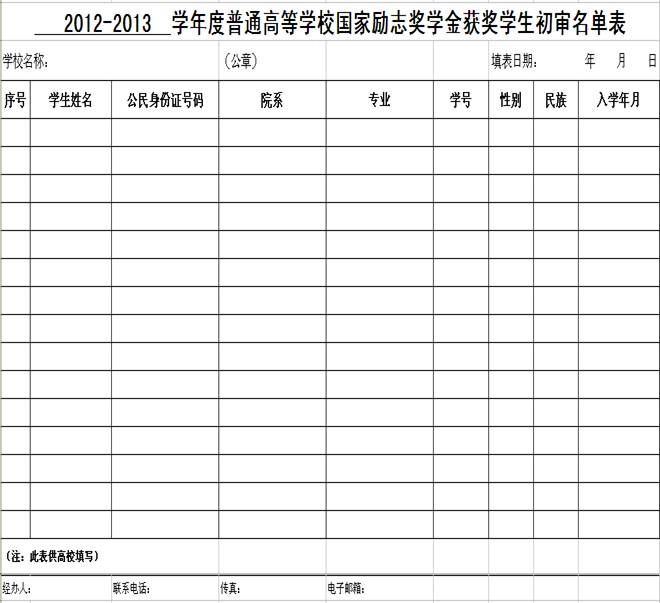 2012-2013 学年度普通高等学校国家励志奖学金获奖学生初审名单表
学校名称： （公章） 填表日期： 年 月 日
序号 学生姓名 公民身份证号码 院系 专业 学号 性别 民族 入学年月
（注：此表供高校填写）
经办人： 联系电话： 传真： 电子邮箱：